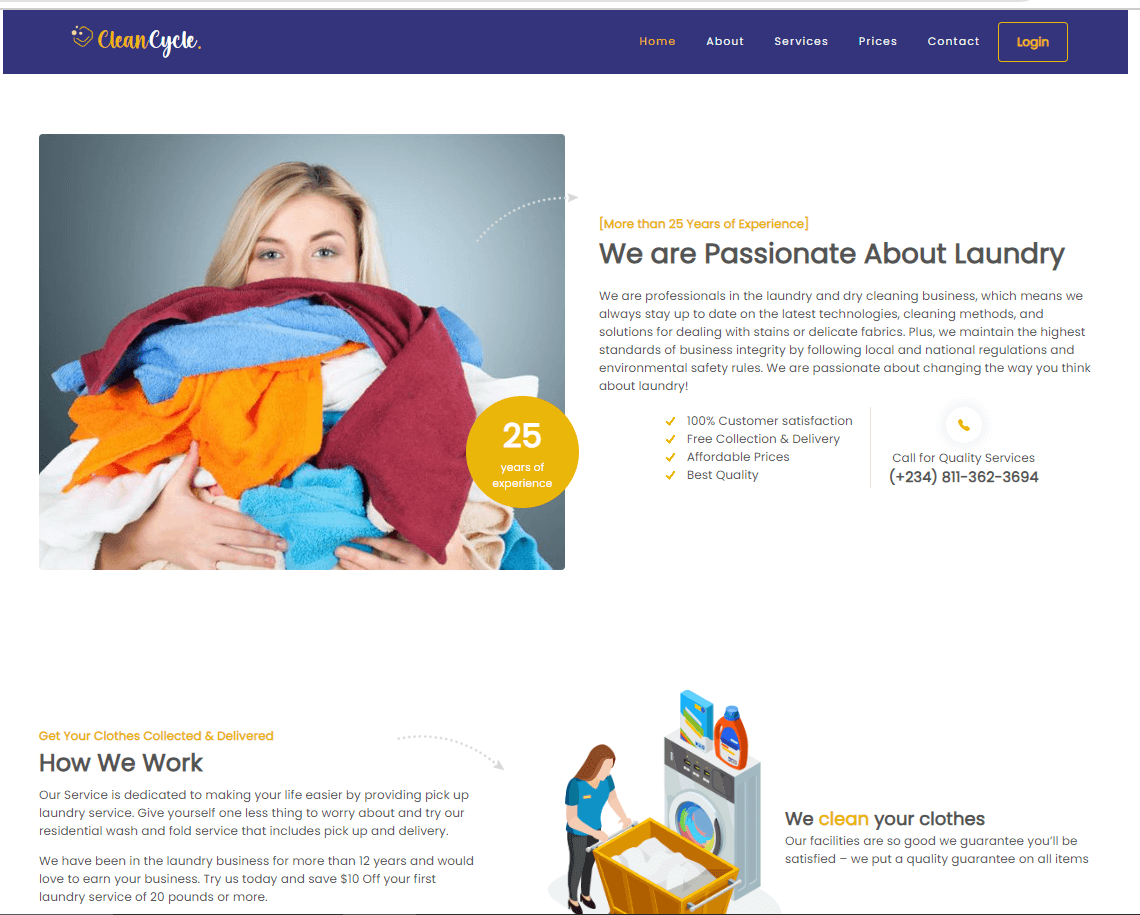 CleanCycle.
Home About Services Prices Contact Login
[More than 25 Years of Experience]
We are Passionate About Laundry
We are professionals in the laundry and dry cleaning business, which means we
always stay up to date on the latest technologies, cleaning methods, and
solutions for dealing with stains or delicate fabrics. Plus, we maintain the highest
standards of business integrity by following local and national regulations and
environmental safety rules. We are passionate about changing the way you think
about laundry!
25
years of
experience
100% Customer satisfaction
Free Collection & Delivery
Affordable Prices
Best Quality
Call for Quality Services
(+234) 811-362-3694
Get Your Clothes Collected & Delivered
How We Work
Our Service is dedicated to making your life easier by providing pick up
laundry service. Give yourself one less thing to worry about and try our
residential wash and fold service that includes pick up and delivery.
We have been in the laundry business for more than 12 years and would
love to earn your business. Try us today and save $10 Off your first
laundry service of 20 pounds or more.
We clean your clothes
Our facilities are so good we guarantee you’ll be
satisfied – we put a quality guarantee on all items